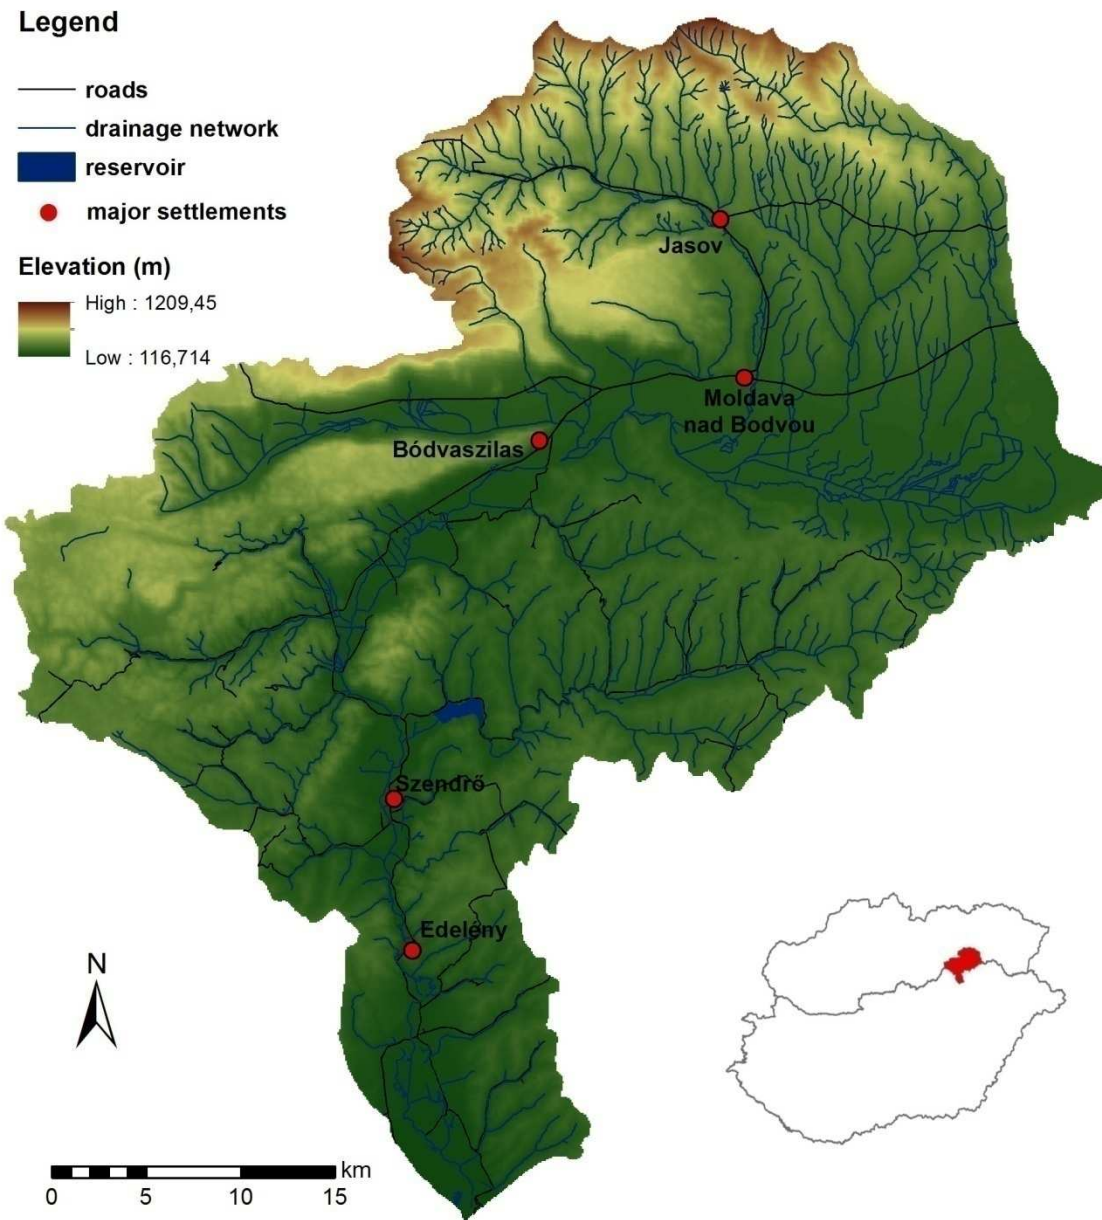 Legend
roads
drainage network
reservoir
major settlements
Elevation (m)
High : 1209,45
Low : 116,714
Jasov
Moldava
nad Bodvou
Bódvaszilas
Szendrő
Edelény
N
km
0 5 10 15